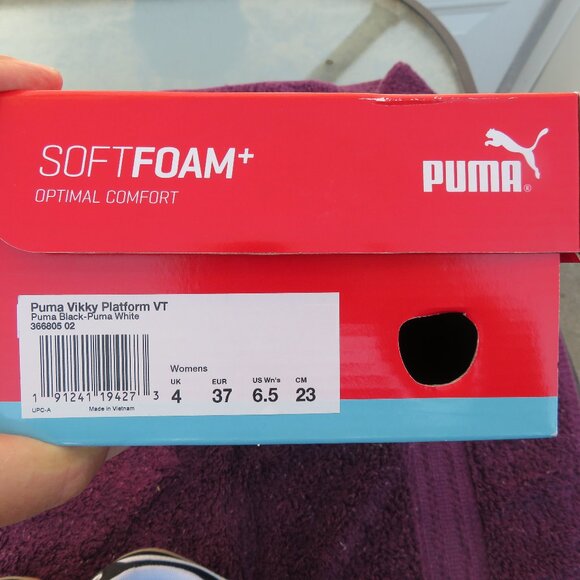 SOFTFOAM+
OPTIMAL COMFORT
PUMA®
Puma Vikky Platform VT
Puma Black-Puma White
366805 02
1 91241 19427 3
UPC-A
Made in Vietnam
Womens
UK EUR US Wn's CM
4 37 6.5 23